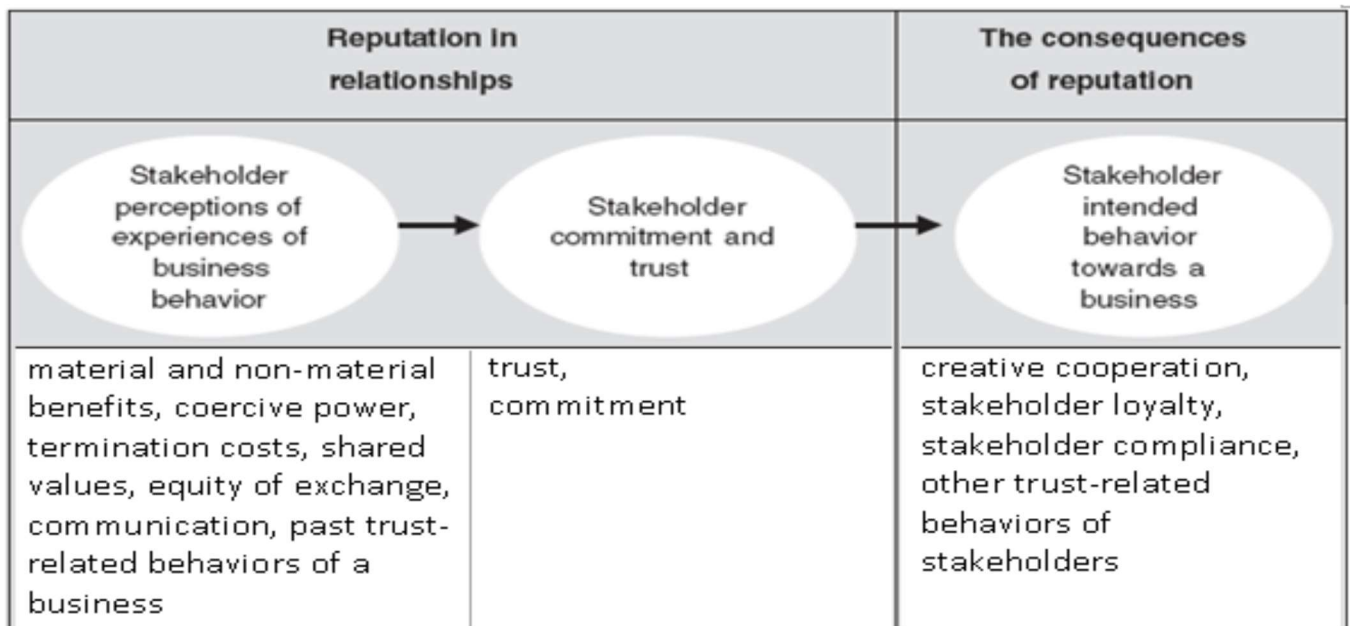 Reputation in
relationships
The consequences
of reputation
Stakeholder
perceptions of
experiences of
business
behavior
Stakeholder
commitment and
trust
Stakeholder
intended
behavior
towards a
business
material and non-material
benefits, coercive power,
termination costs, shared
values, equity of exchange,
communication, past trust-
related behaviors of a
business
trust,
commitment
creative cooperation,
stakeholder loyalty,
stakeholder compliance,
other trust-related
behaviors of
stakeholders